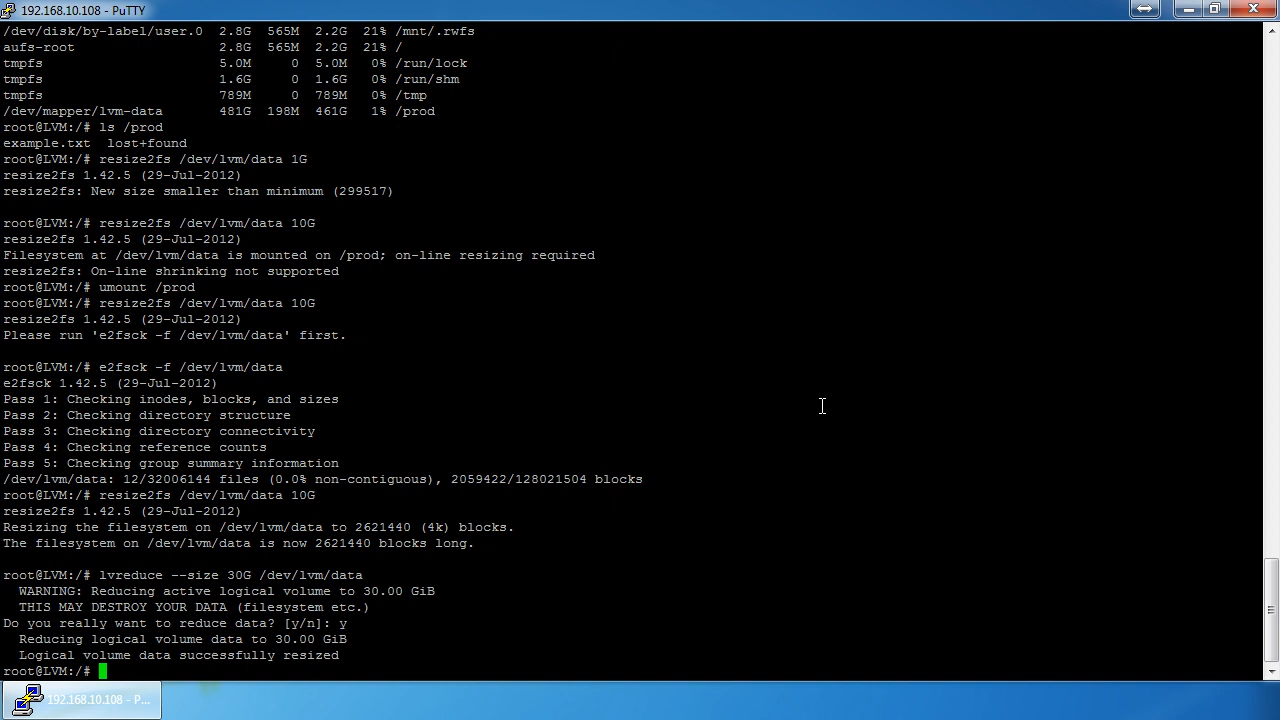 192.168.10.108 - PuTTY
/dev/disk/by-label/user.0  2.8G  565M  2.2G  21% /mnt/.rwfs
aufs-root                  2.8G  565M  2.2G  21% /
tmpfs                      5.0M     0  5.0M   0% /run/lock
tmpfs                      1.6G     0  1.6G   0% /run/shm
tmpfs                      789M     0  789M   0% /tmp
/dev/mapper/lvm-data       481G  198M  461G   1% /prod
root@LVM:/# ls /prod
example.txt  lost+found
root@LVM:/# resize2fs /dev/lvm/data 1G
resize2fs 1.42.5 (29-Jul-2012)
resize2fs: New size smaller than minimum (299517)
root@LVM:/# resize2fs /dev/lvm/data 10G
resize2fs 1.42.5 (29-Jul-2012)
Filesystem at /dev/lvm/data is mounted on /prod; on-line resizing required
resize2fs: On-line shrinking not supported
root@LVM:/# umount /prod
root@LVM:/# resize2fs /dev/lvm/data 10G
resize2fs 1.42.5 (29-Jul-2012)
Please run 'e2fsck -f /dev/lvm/data' first.
root@LVM:/# e2fsck -f /dev/lvm/data
e2fsck 1.42.5 (29-Jul-2012)
Pass 1: Checking inodes, blocks, and sizes
Pass 2: Checking directory structure
Pass 3: Checking directory connectivity
Pass 4: Checking reference counts
Pass 5: Checking group summary information
/dev/lvm/data: 12/32006144 files (0.0% non-contiguous), 2059422/128021504 blocks
root@LVM:/# resize2fs /dev/lvm/data 10G
resize2fs 1.42.5 (29-Jul-2012)
Resizing the filesystem on /dev/lvm/data to 2621440 (4k) blocks.
The filesystem on /dev/lvm/data is now 2621440 blocks long.
root@LVM:/# lvreduce --size 30G /dev/lvm/data
  WARNING: Reducing active logical volume to 30.00 GiB
  THIS MAY DESTROY YOUR DATA (filesystem etc.)
Do you really want to reduce data? [y/n]: y
  Reducing logical volume data to 30.00 GiB
  Logical volume data successfully resized
root@LVM:/#
192.168.10.108 - P...